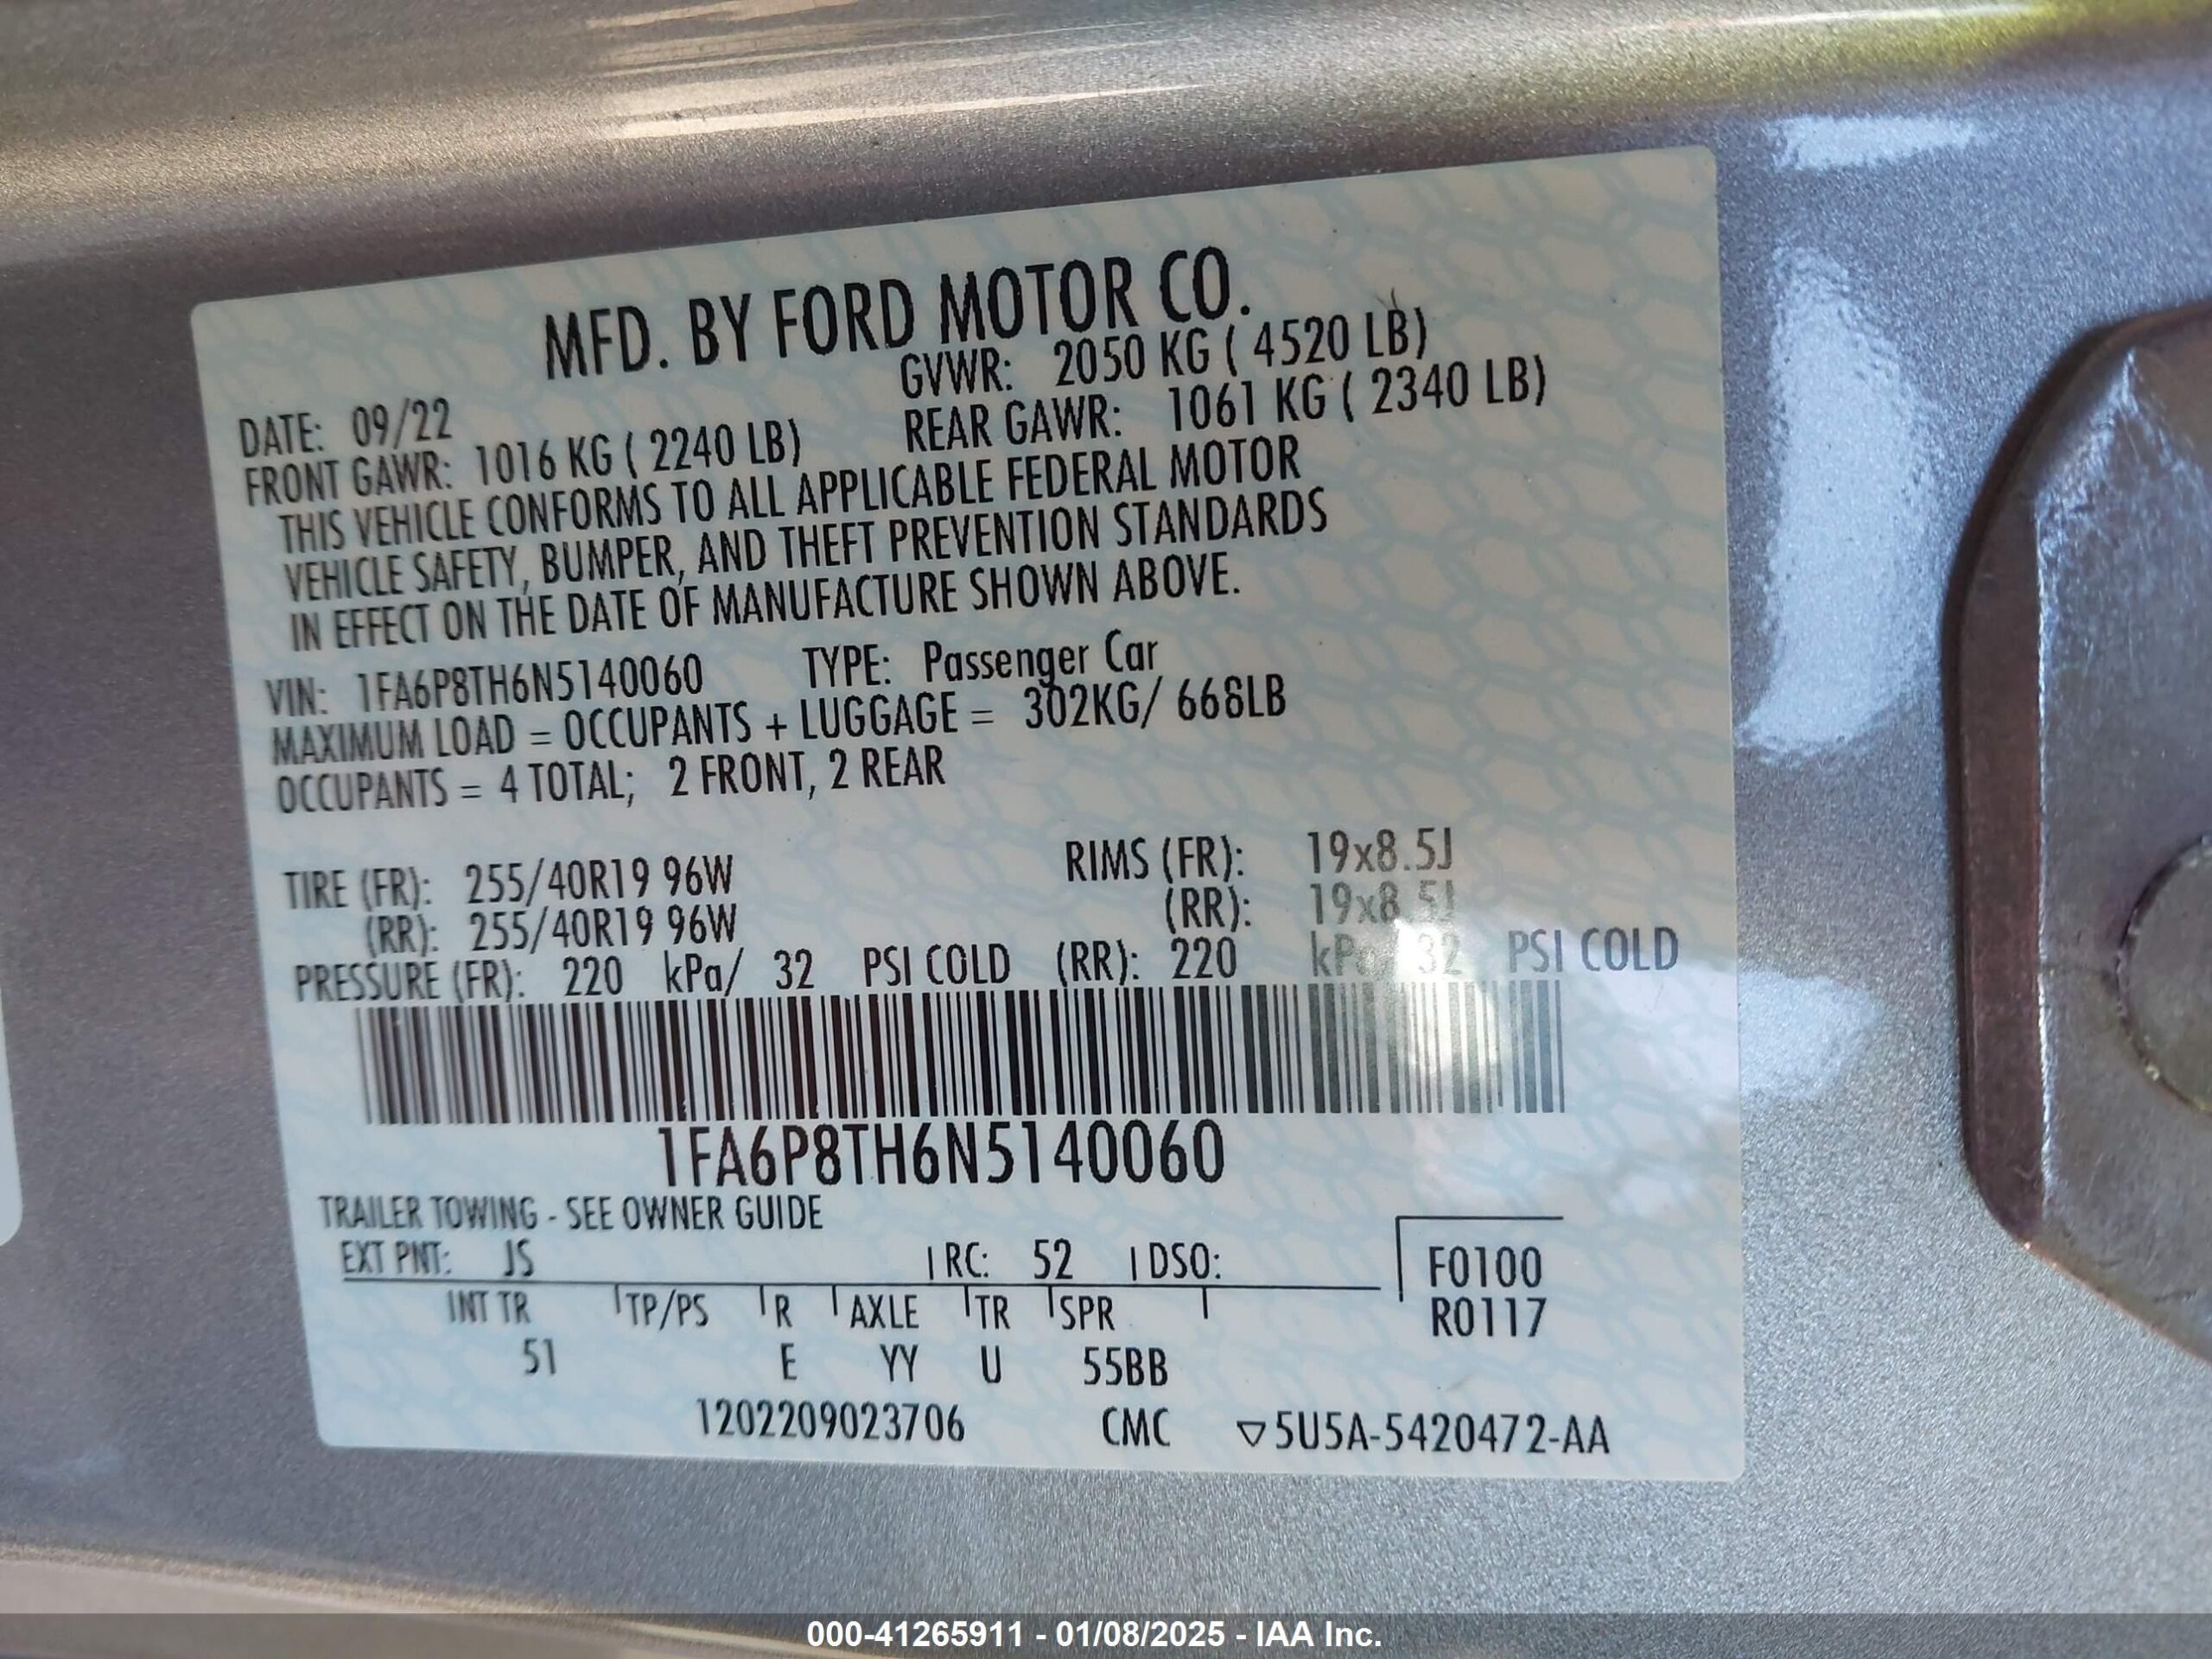 MFD. BY FORD MOTOR CO.
DATE: 09/22 GVWR: 2050 KG ( 4520 LB)
FRONT GAWR: 1016 KG ( 2240 LB) REAR GAWR: 1061 KG ( 2340 LB)
THIS VEHICLE CONFORMS TO ALL APPLICABLE FEDERAL MOTOR
VEHICLE SAFETY, BUMPER, AND THEFT PREVENTION STANDARDS
IN EFFECT ON THE DATE OF MANUFACTURE SHOWN ABOVE.
VIN: 1FA6P8TH6N5140060 TYPE: Passenger Car
MAXIMUM LOAD = OCCUPANTS + LUGGAGE = 302KG/ 668LB
OCCUPANTS = 4 TOTAL; 2 FRONT, 2 REAR
TIRE (FR): 255/40R19 96W RIMS (FR): 19x8.5J
(RR): 255/40R19 96W (RR): 19x8.5J
PRESSURE (FR): 220 kPa/ 32 PSI COLD (RR): 220 kPa/ 32 PSI COLD
1FA6P8TH6N5140060
TRAILER TOWING - SEE OWNER GUIDE
EXT PNT: JS RC: 52 DSO: F0100
INT TR TP/PS R AXLE TR SPR R0117
51 E YY U 55BB
1202209023706 CMC ▽5U5A-5420472-AA
000-41265911 - 01/08/2025 - IAA Inc.